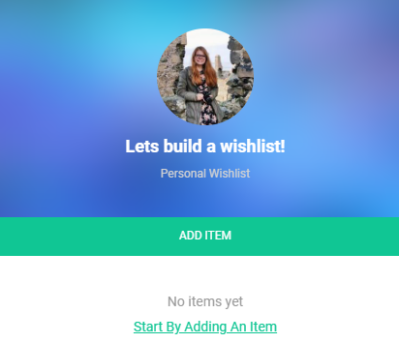 Lets build a wishlist!
Personal Wishlist
ADD ITEM
No items yet
Start By Adding An Item